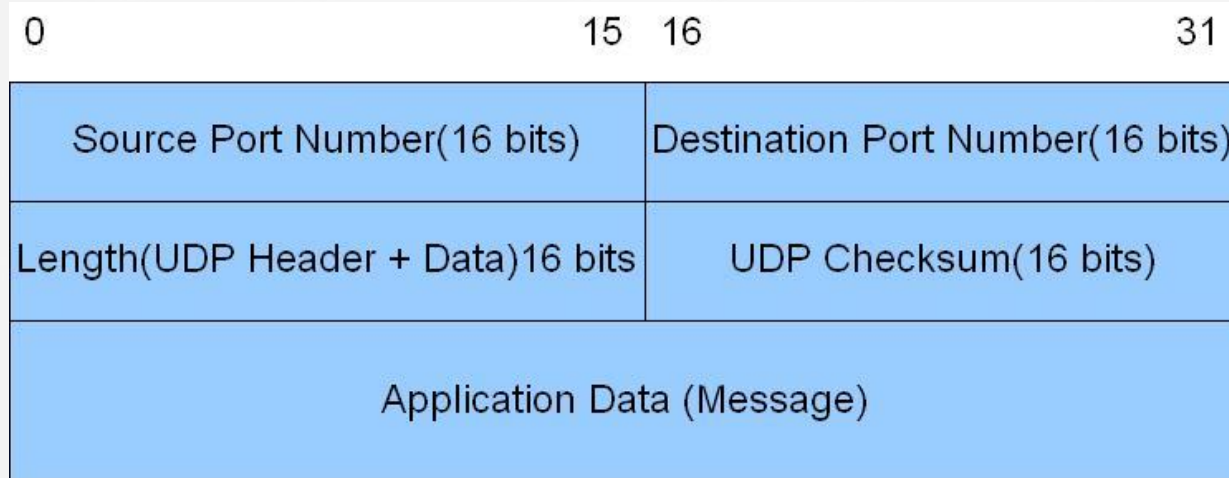 0 15 16 31
Source Port Number(16 bits) Destination Port Number(16 bits)
Length(UDP Header + Data)16 bits UDP Checksum(16 bits)
Application Data (Message)